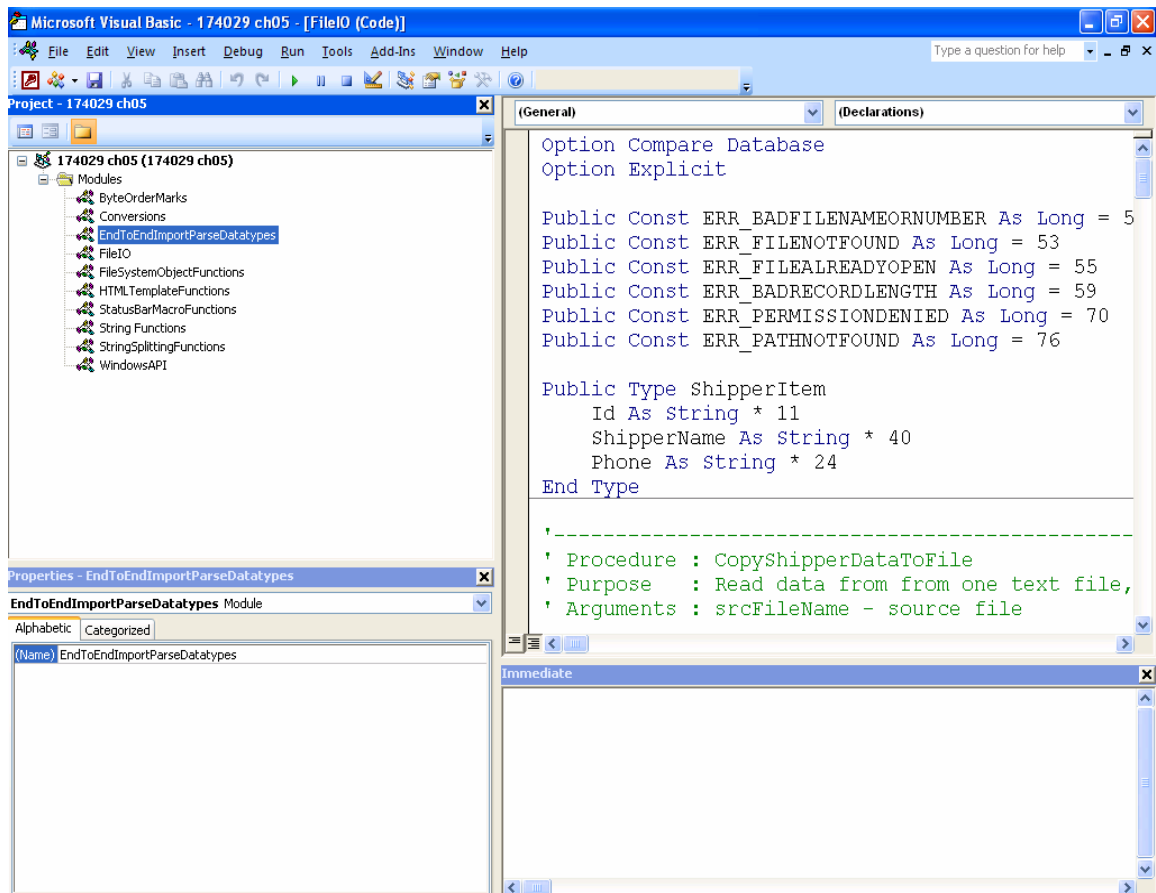 Microsoft Visual Basic - 174029 ch05 - [FileIO (Code)]
File Edit View Insert Debug Run Tools Add-Ins Window Help
Type a question for help
Project - 174029 ch05
174029 ch05 (174029 ch05)
Modules
ByteOrderMarks
Conversions
EndToEndImportParseDatatypes
FileIO
FileSystemObjectFunctions
HTMLTemplateFunctions
StatusBarMacroFunctions
String Functions
StringSplittingFunctions
WindowsAPI
Properties - EndToEndImportParseDatatypes
EndToEndImportParseDatatypes Module
Alphabetic Categorized
(Name) EndToEndImportParseDatatypes
(General) (Declarations)
Option Compare Database
Option Explicit
Public Const ERR_BADFILENAMEORNUMBER As Long = 5
Public Const ERR_FILENOTFOUND As Long = 53
Public Const ERR_FILEALREADYOPEN As Long = 55
Public Const ERR_BADRECORDLENGTH As Long = 59
Public Const ERR_PERMISSIONDENIED As Long = 70
Public Const ERR_PATHNOTFOUND As Long = 76
Public Type ShipperItem
Id As String * 11
ShipperName As String * 40
Phone As String * 24
End Type
'-----------------------------------------------
' Procedure : CopyShipperDataToFile
' Purpose : Read data from from one text file,
' Arguments : srcFileName - source file
Immediate